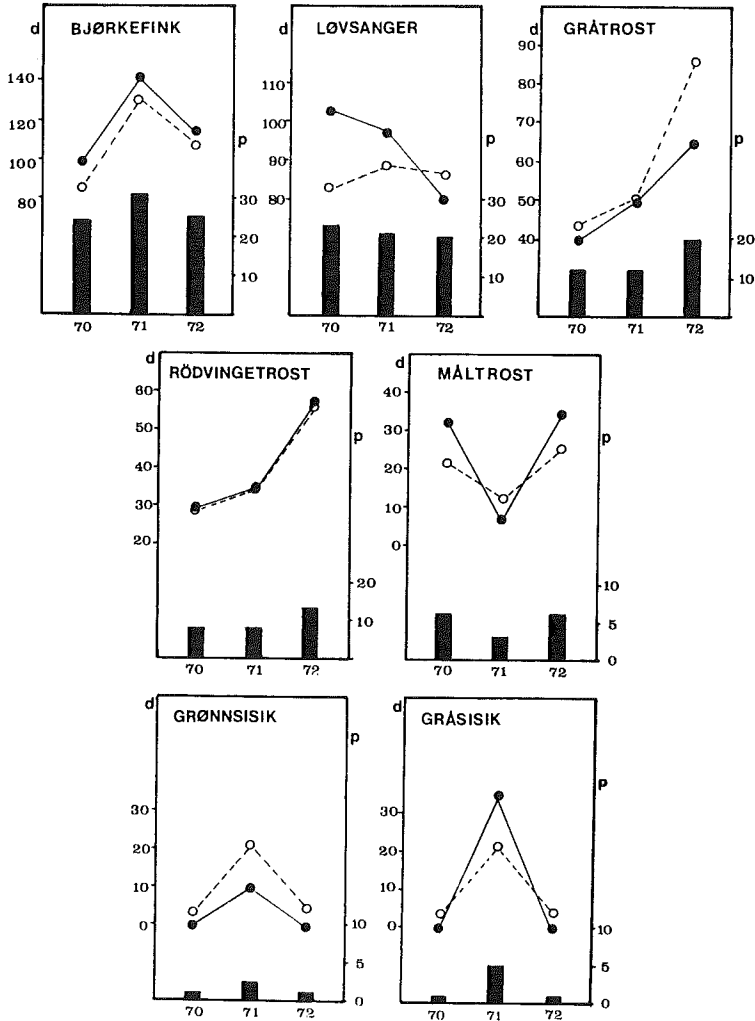 d
BJØRKEFINK
140
120
100
80
p
30
20
10
70 71 72
d
LØVSANGER
110
100
90
80
p
30
20
10
70 71 72
d
GRÅTROST
90
80
70
60
50
40
p
20
10
70 71 72
d
RÖDVINGETROST
60
50
40
30
20
p
20
10
70 71 72
d
MÅLTROST
40
30
20
10
0
p
10
5
0
70 71 72
d
GRØNNSISIK
30
20
10
0
p
10
5
0
70 71 72
d
GRÅSISIK
30
20
10
0
p
10
5
0
70 71 72